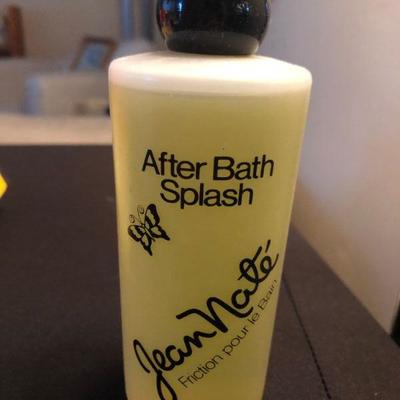 After Bath
Splash
Jean Naté
Friction pour le Bain